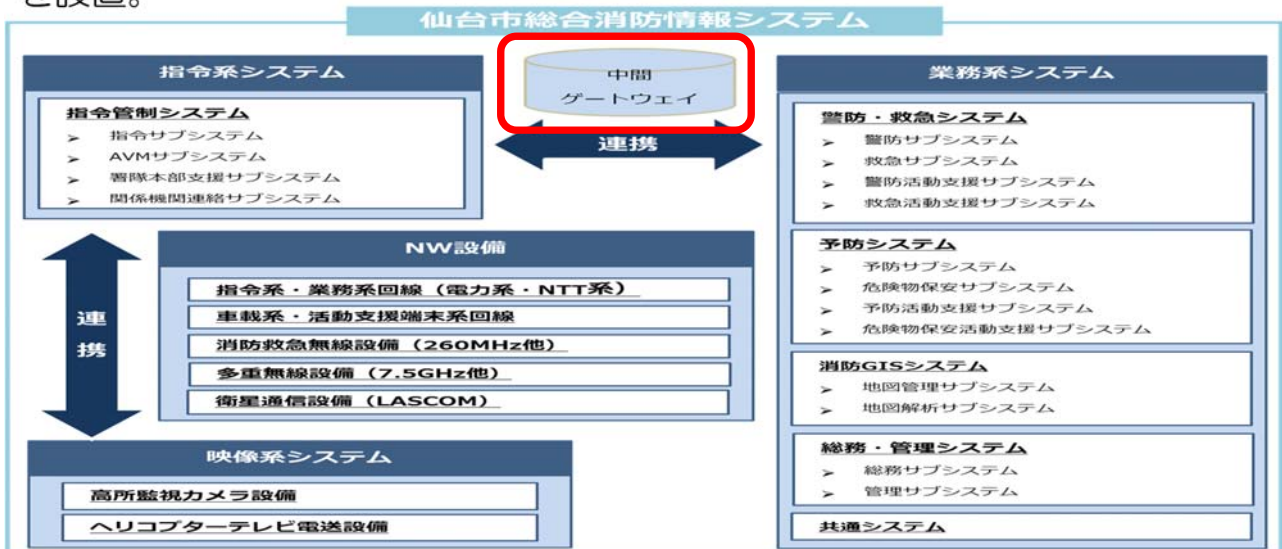 を設置。
仙台市総合消防情報システム
指令系システム
指令管制システム
➢ 指令サブシステム
➢ AVMサブシステム
➢ 署隊本部支援サブシステム
➢ 関係機関連絡サブシステム
中間
ゲートウェイ
連携
業務系システム
警防・救急システム
➢ 警防サブシステム
➢ 救急サブシステム
➢ 警防活動支援サブシステム
➢ 救急活動支援サブシステム
予防システム
➢ 予防サブシステム
➢ 危険物保安サブシステム
➢ 予防活動支援サブシステム
➢ 危険物保安活動支援サブシステム
消防GISシステム
➢ 地図管理サブシステム
➢ 地図解析サブシステム
総務・管理システム
➢ 総務サブシステム
➢ 管理サブシステム
共通システム
連
携
NW設備
指令系・業務系回線（電力系・NTT系）
車載系・活動支援端末系回線
消防救急無線設備（260MHz他）
多重無線設備（7.5GHz他）
衛星通信設備（LASCOM）
映像系システム
高所監視カメラ設備
ヘリコプターテレビ電送設備